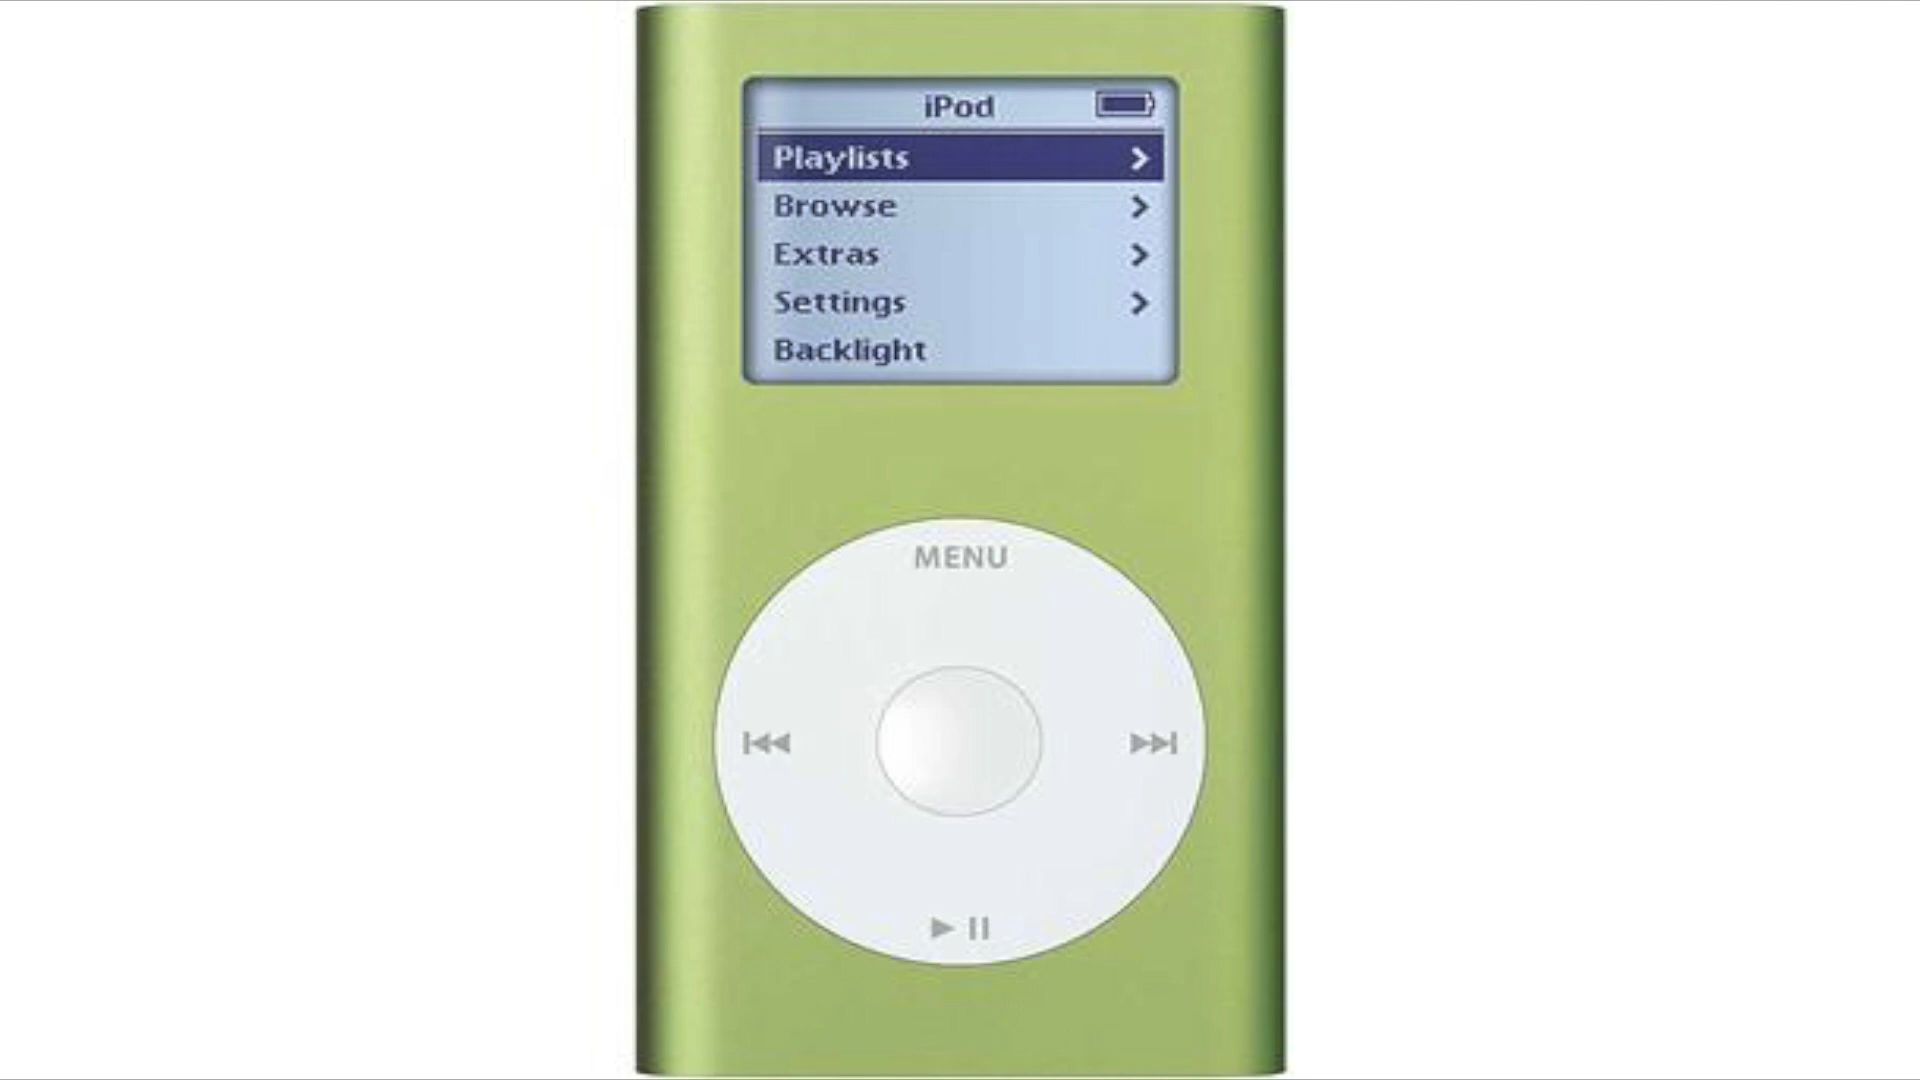 iPod
Playlists
Browse
Extras
Settings
Backlight
MENU